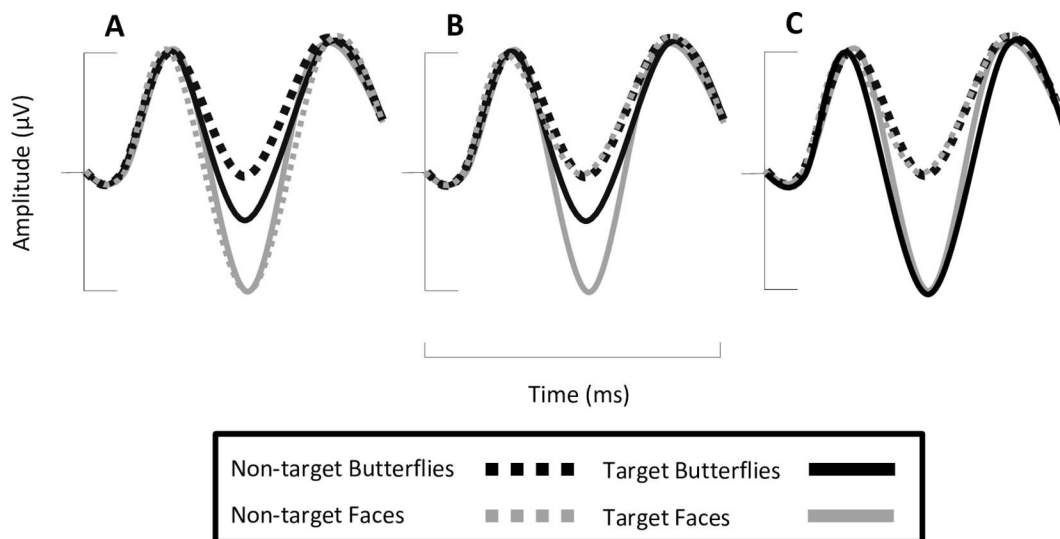 A
B
C
Amplitude (µV)
Time (ms)
Non-target Butterflies
Target Butterflies
Non-target Faces
Target Faces